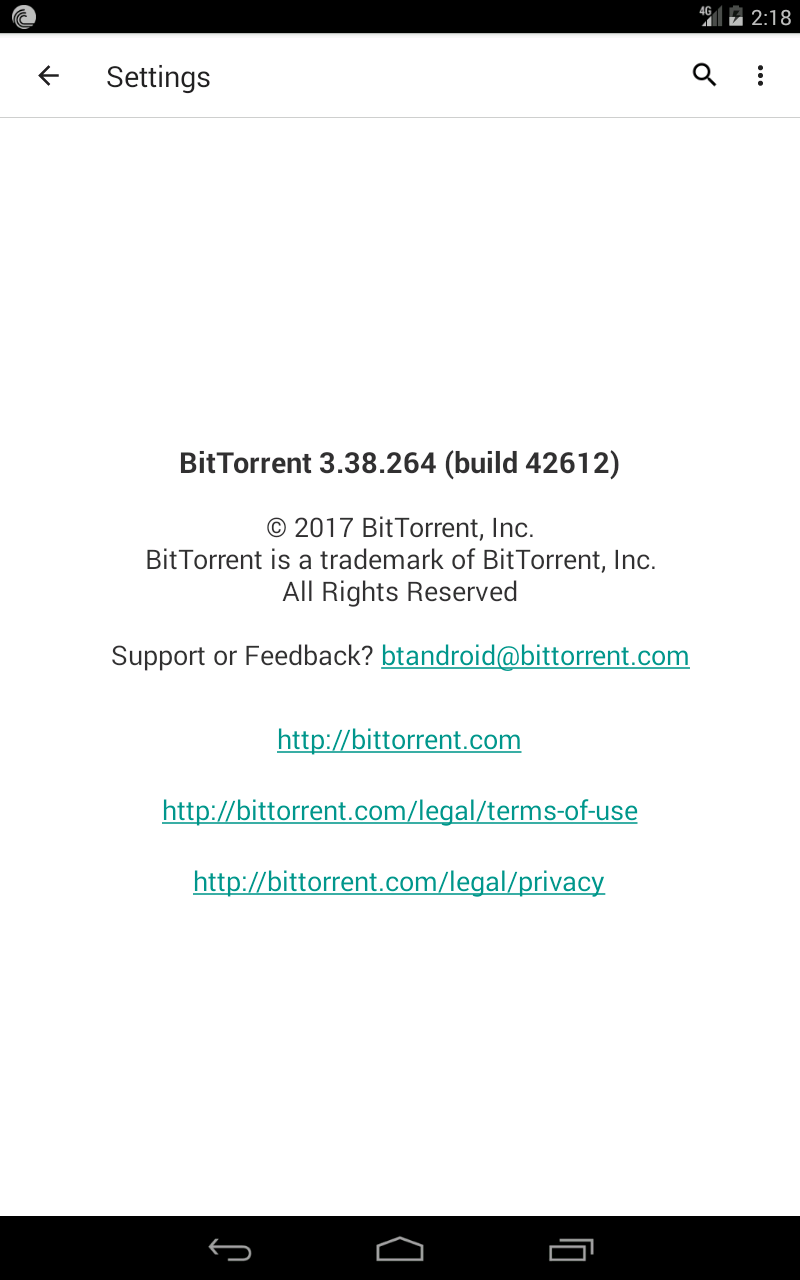 4G
2:18
Settings
BitTorrent 3.38.264 (build 42612)
© 2017 BitTorrent, Inc.
BitTorrent is a trademark of BitTorrent, Inc.
All Rights Reserved
Support or Feedback? btandroid@bittorrent.com
http://bittorrent.com
http://bittorrent.com/legal/terms-of-use
http://bittorrent.com/legal/privacy